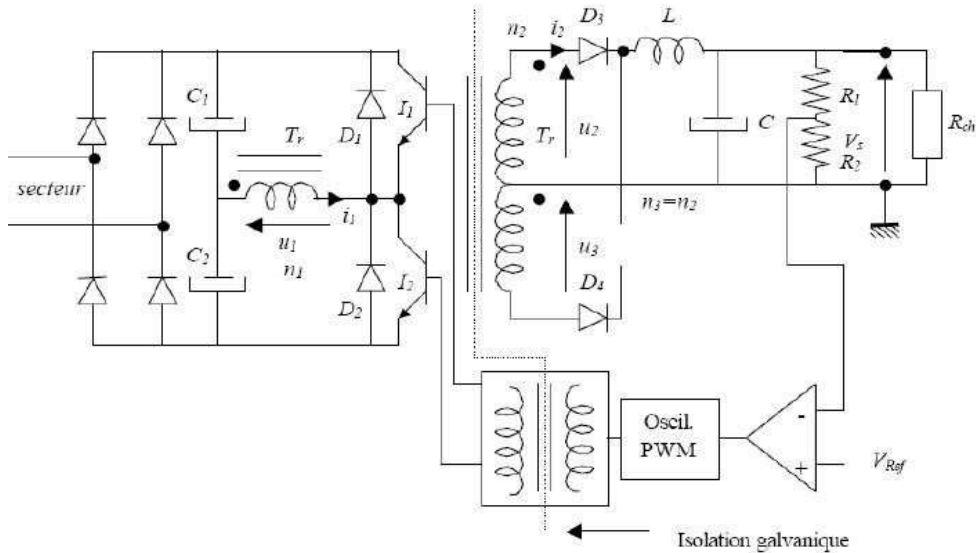 C1
Tr
D1
I1
secteur
i1
u1
n1
C2
D2
I2
n2
i2
D3
L
Tr
u2
C
R1
Vs
R2
Rch
n3=n2
u3
D4
Oscil.
PWM
-
+
VRef
Isolation galvanique